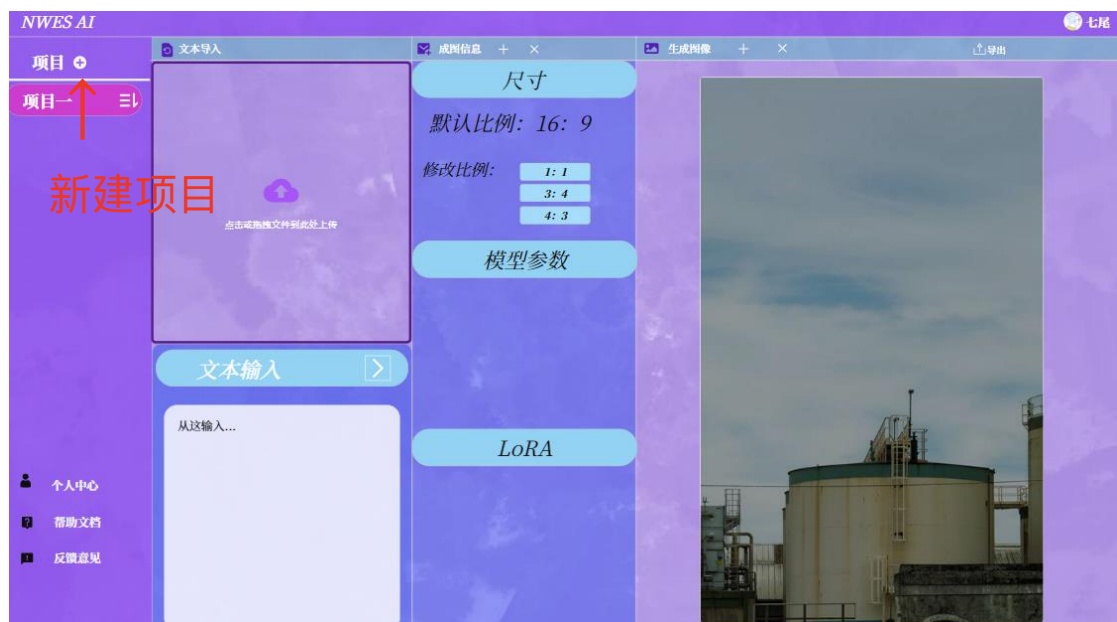 NWES AI
七尾
项目
项目一
新建项目
个人中心
帮助文档
反馈意见
文本导入
点击或拖拽文件到此处上传
文本输入
从这输入...
成图信息
尺寸
默认比例：16：9
修改比例：
1：1
3：4
4：3
模型参数
LoRA
生成图像
导出